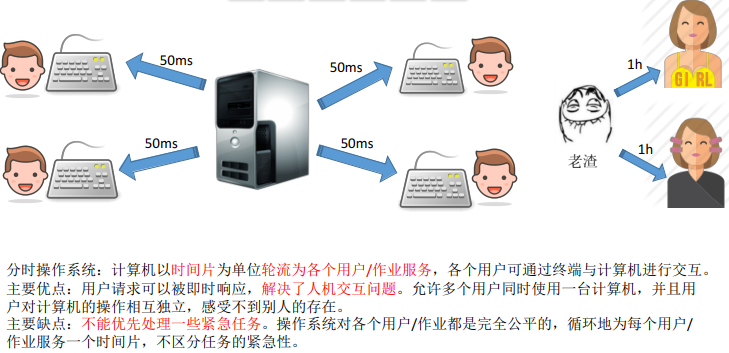 50ms
50ms
1h
GIRL
50ms
50ms
1h
老渣
分时操作系统：计算机以时间片为单位轮流为各个用户/作业服务，各个用户可通过终端与计算机进行交互。
主要优点：用户请求可以被即时响应，解决了人机交互问题。允许多个用户同时使用一台计算机，并且用
户对计算机的操作相互独立，感受不到别人的存在。
主要缺点：不能优先处理一些紧急任务。操作系统对各个用户/作业都是完全公平的，循环地为每个用户/
作业服务一个时间片，不区分任务的紧急性。